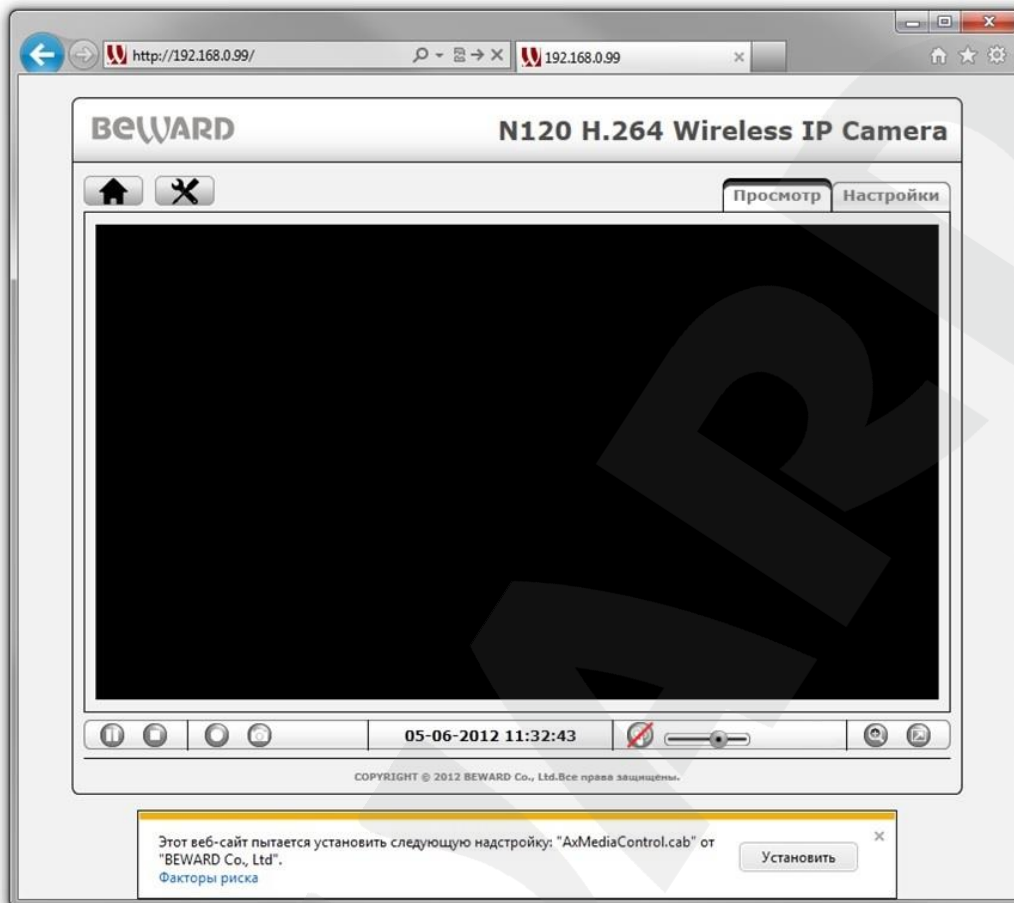 http://192.168.0.99/
192.168.0.99
BEWARD
N120 H.264 Wireless IP Camera
Просмотр
Настройки
05-06-2012 11:32:43
COPYRIGHT © 2012 BEWARD Co., Ltd.Все права защищены.
Этот веб-сайт пытается установить следующую надстройку: "AxMediaControl.cab" от
"BEWARD Co., Ltd".
Факторы риска
Установить